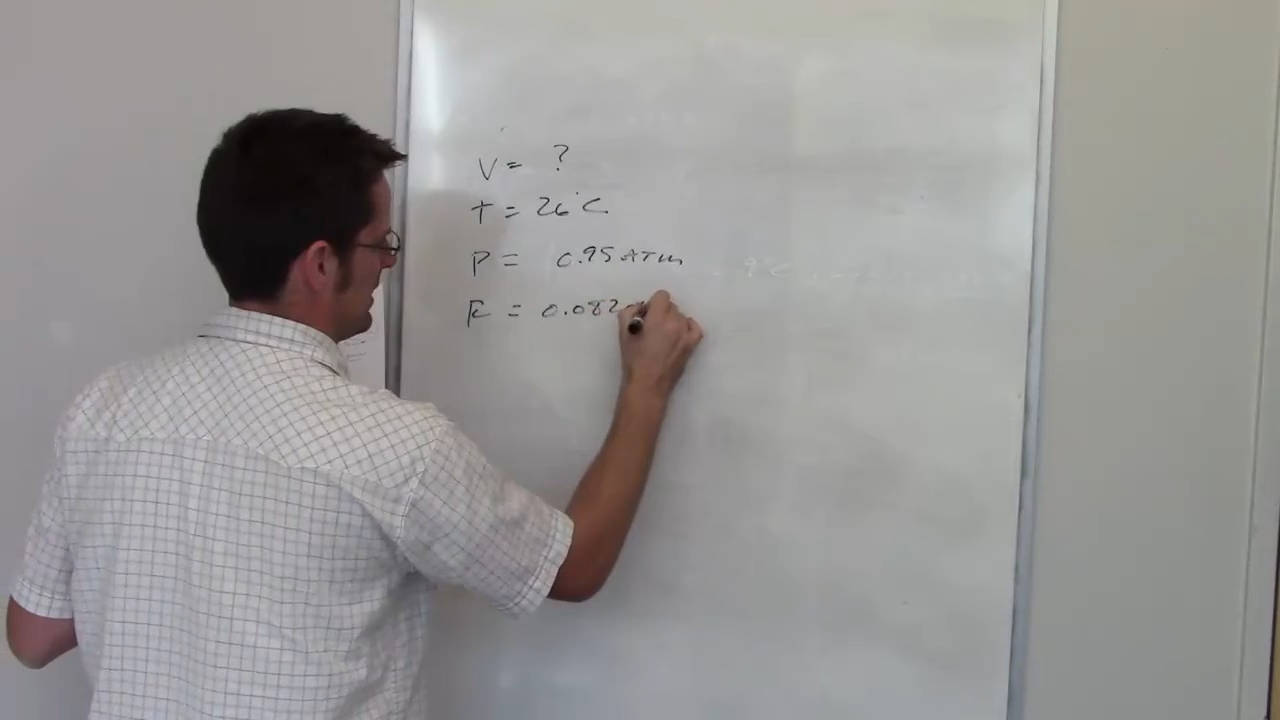 V = ?
T = 26°C
P = 0.95 ATM
R = 0.082